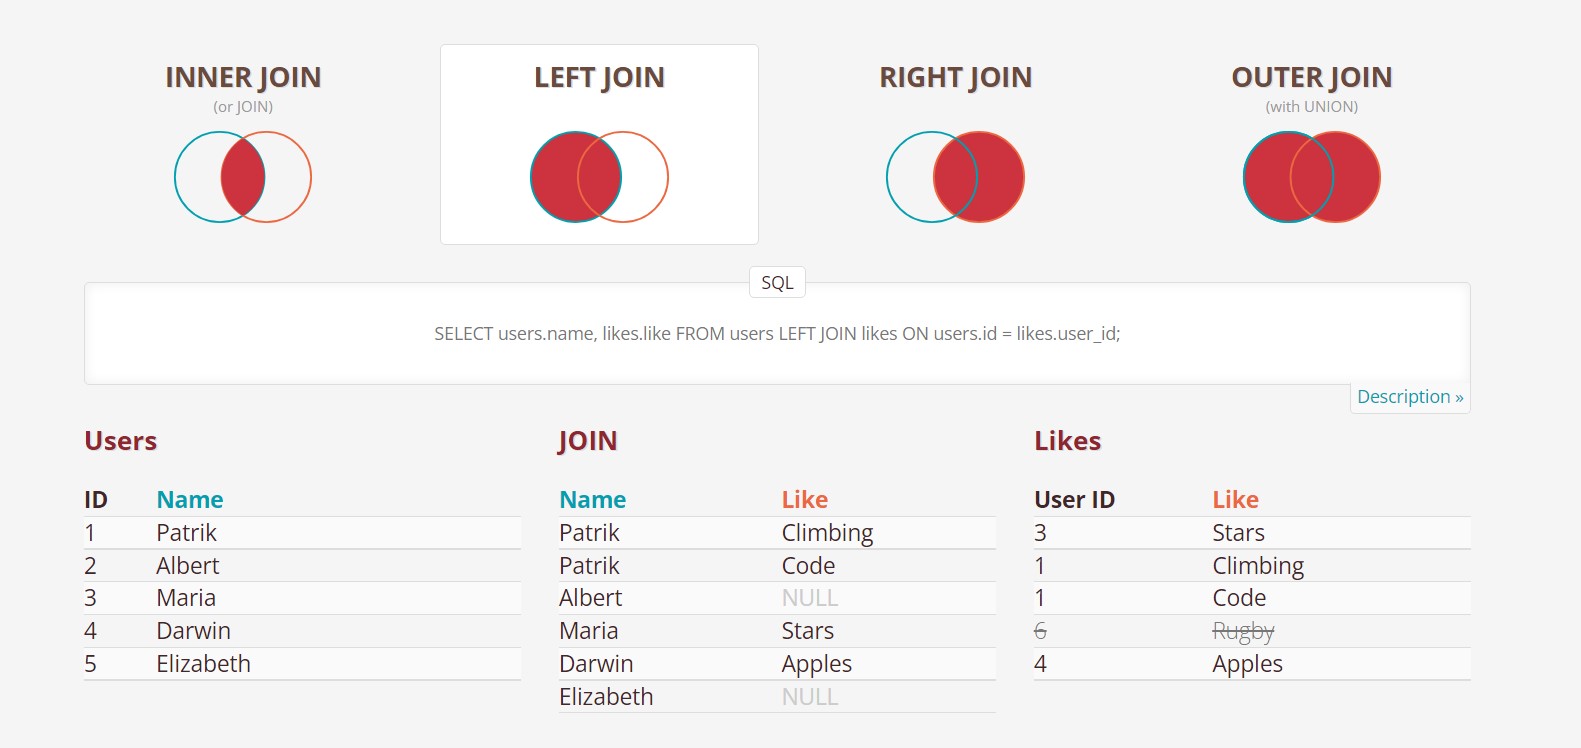 INNER JOIN
(or JOIN)
LEFT JOIN
RIGHT JOIN
OUTER JOIN
(with UNION)
SQL
SELECT users.name, likes.like FROM users LEFT JOIN likes ON users.id = likes.user_id;
Description »
Users
ID Name
1 Patrik
2 Albert
3 Maria
4 Darwin
5 Elizabeth
JOIN
Name Like
Patrik Climbing
Patrik Code
Albert NULL
Maria Stars
Darwin Apples
Elizabeth NULL
Likes
User ID Like
3 Stars
1 Climbing
1 Code
6 Rugby
4 Apples